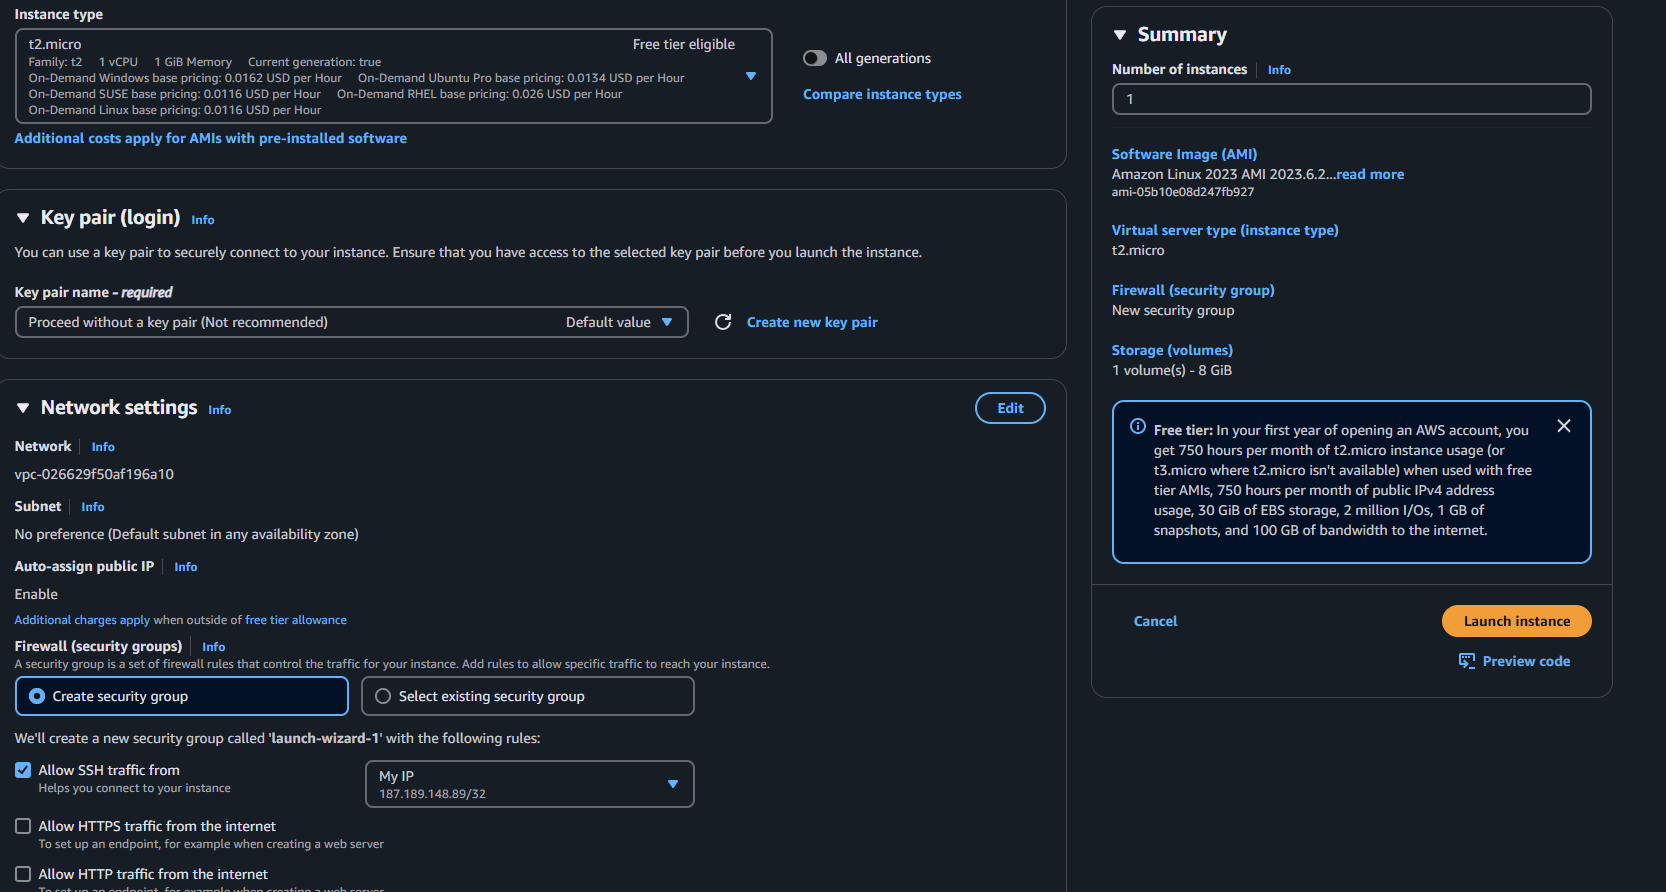 Instance type
t2.micro
Free tier eligible
Family: t2 1 vCPU 1 GiB Memory Current generation: true
On-Demand Windows base pricing: 0.0162 USD per Hour On-Demand Ubuntu Pro base pricing: 0.0134 USD per Hour
On-Demand SUSE base pricing: 0.0116 USD per Hour On-Demand RHEL base pricing: 0.026 USD per Hour
On-Demand Linux base pricing: 0.0116 USD per Hour
All generations
Compare instance types
Additional costs apply for AMIs with pre-installed software
Key pair (login) Info
You can use a key pair to securely connect to your instance. Ensure that you have access to the selected key pair before you launch the instance.
Key pair name - required
Proceed without a key pair (Not recommended) Default value
Create new key pair
Network settings Info
Edit
Network Info
vpc-026629f50af196a10
Subnet Info
No preference (Default subnet in any availability zone)
Auto-assign public IP Info
Enable
Additional charges apply when outside of free tier allowance
Firewall (security groups) Info
A security group is a set of firewall rules that control the traffic for your instance. Add rules to allow specific traffic to reach your instance.
Create security group
Select existing security group
We'll create a new security group called 'launch-wizard-1' with the following rules:
Allow SSH traffic from
Helps you connect to your instance
My IP
187.189.148.89/32
Allow HTTPS traffic from the internet
To set up an endpoint, for example when creating a web server
Allow HTTP traffic from the internet
To set up an endpoint, for example when creating a web server
Summary
Number of instances Info
1
Software Image (AMI)
Amazon Linux 2023 AMI 2023.6.2...read more
ami-05b10e08d247fb927
Virtual server type (instance type)
t2.micro
Firewall (security group)
New security group
Storage (volumes)
1 volume(s) - 8 GiB
Free tier: In your first year of opening an AWS account, you
get 750 hours per month of t2.micro instance usage (or
t3.micro where t2.micro isn't available) when used with free
tier AMIs, 750 hours per month of public IPv4 address
usage, 30 GiB of EBS storage, 2 million I/Os, 1 GB of
snapshots, and 100 GB of bandwidth to the internet.
Cancel
Launch instance
Preview code